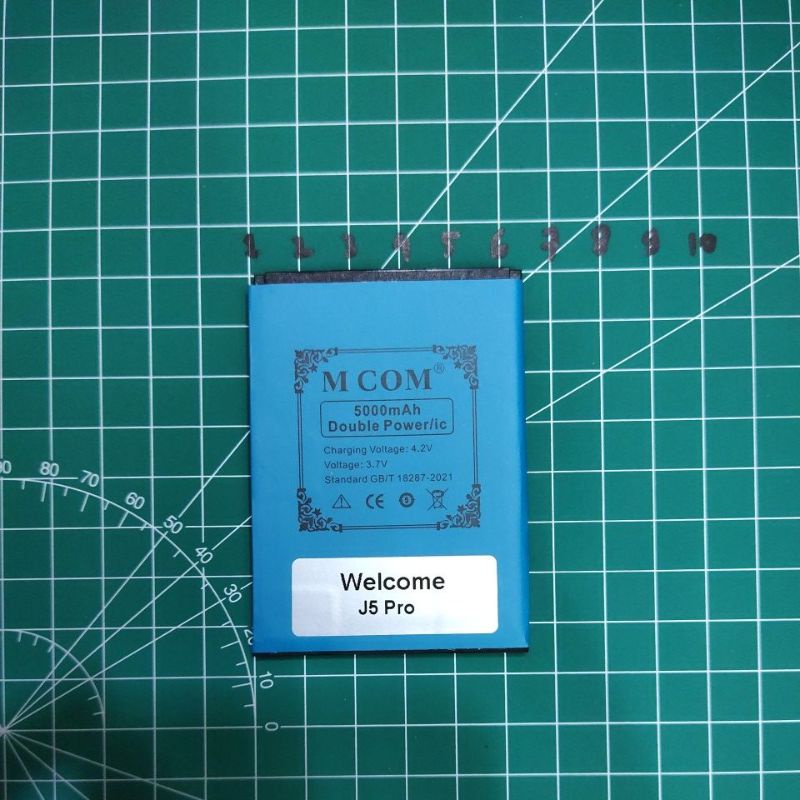 1 2 3 4 5 6 7 8 9 10
M COM®
5000mAh
Double Power/ic
Charging Voltage: 4.2V
Voltage: 3.7V
Standard GB/T 18287-2021
CE 5
Welcome
J5 Pro
80 70 60 50 40 30 20 10 0